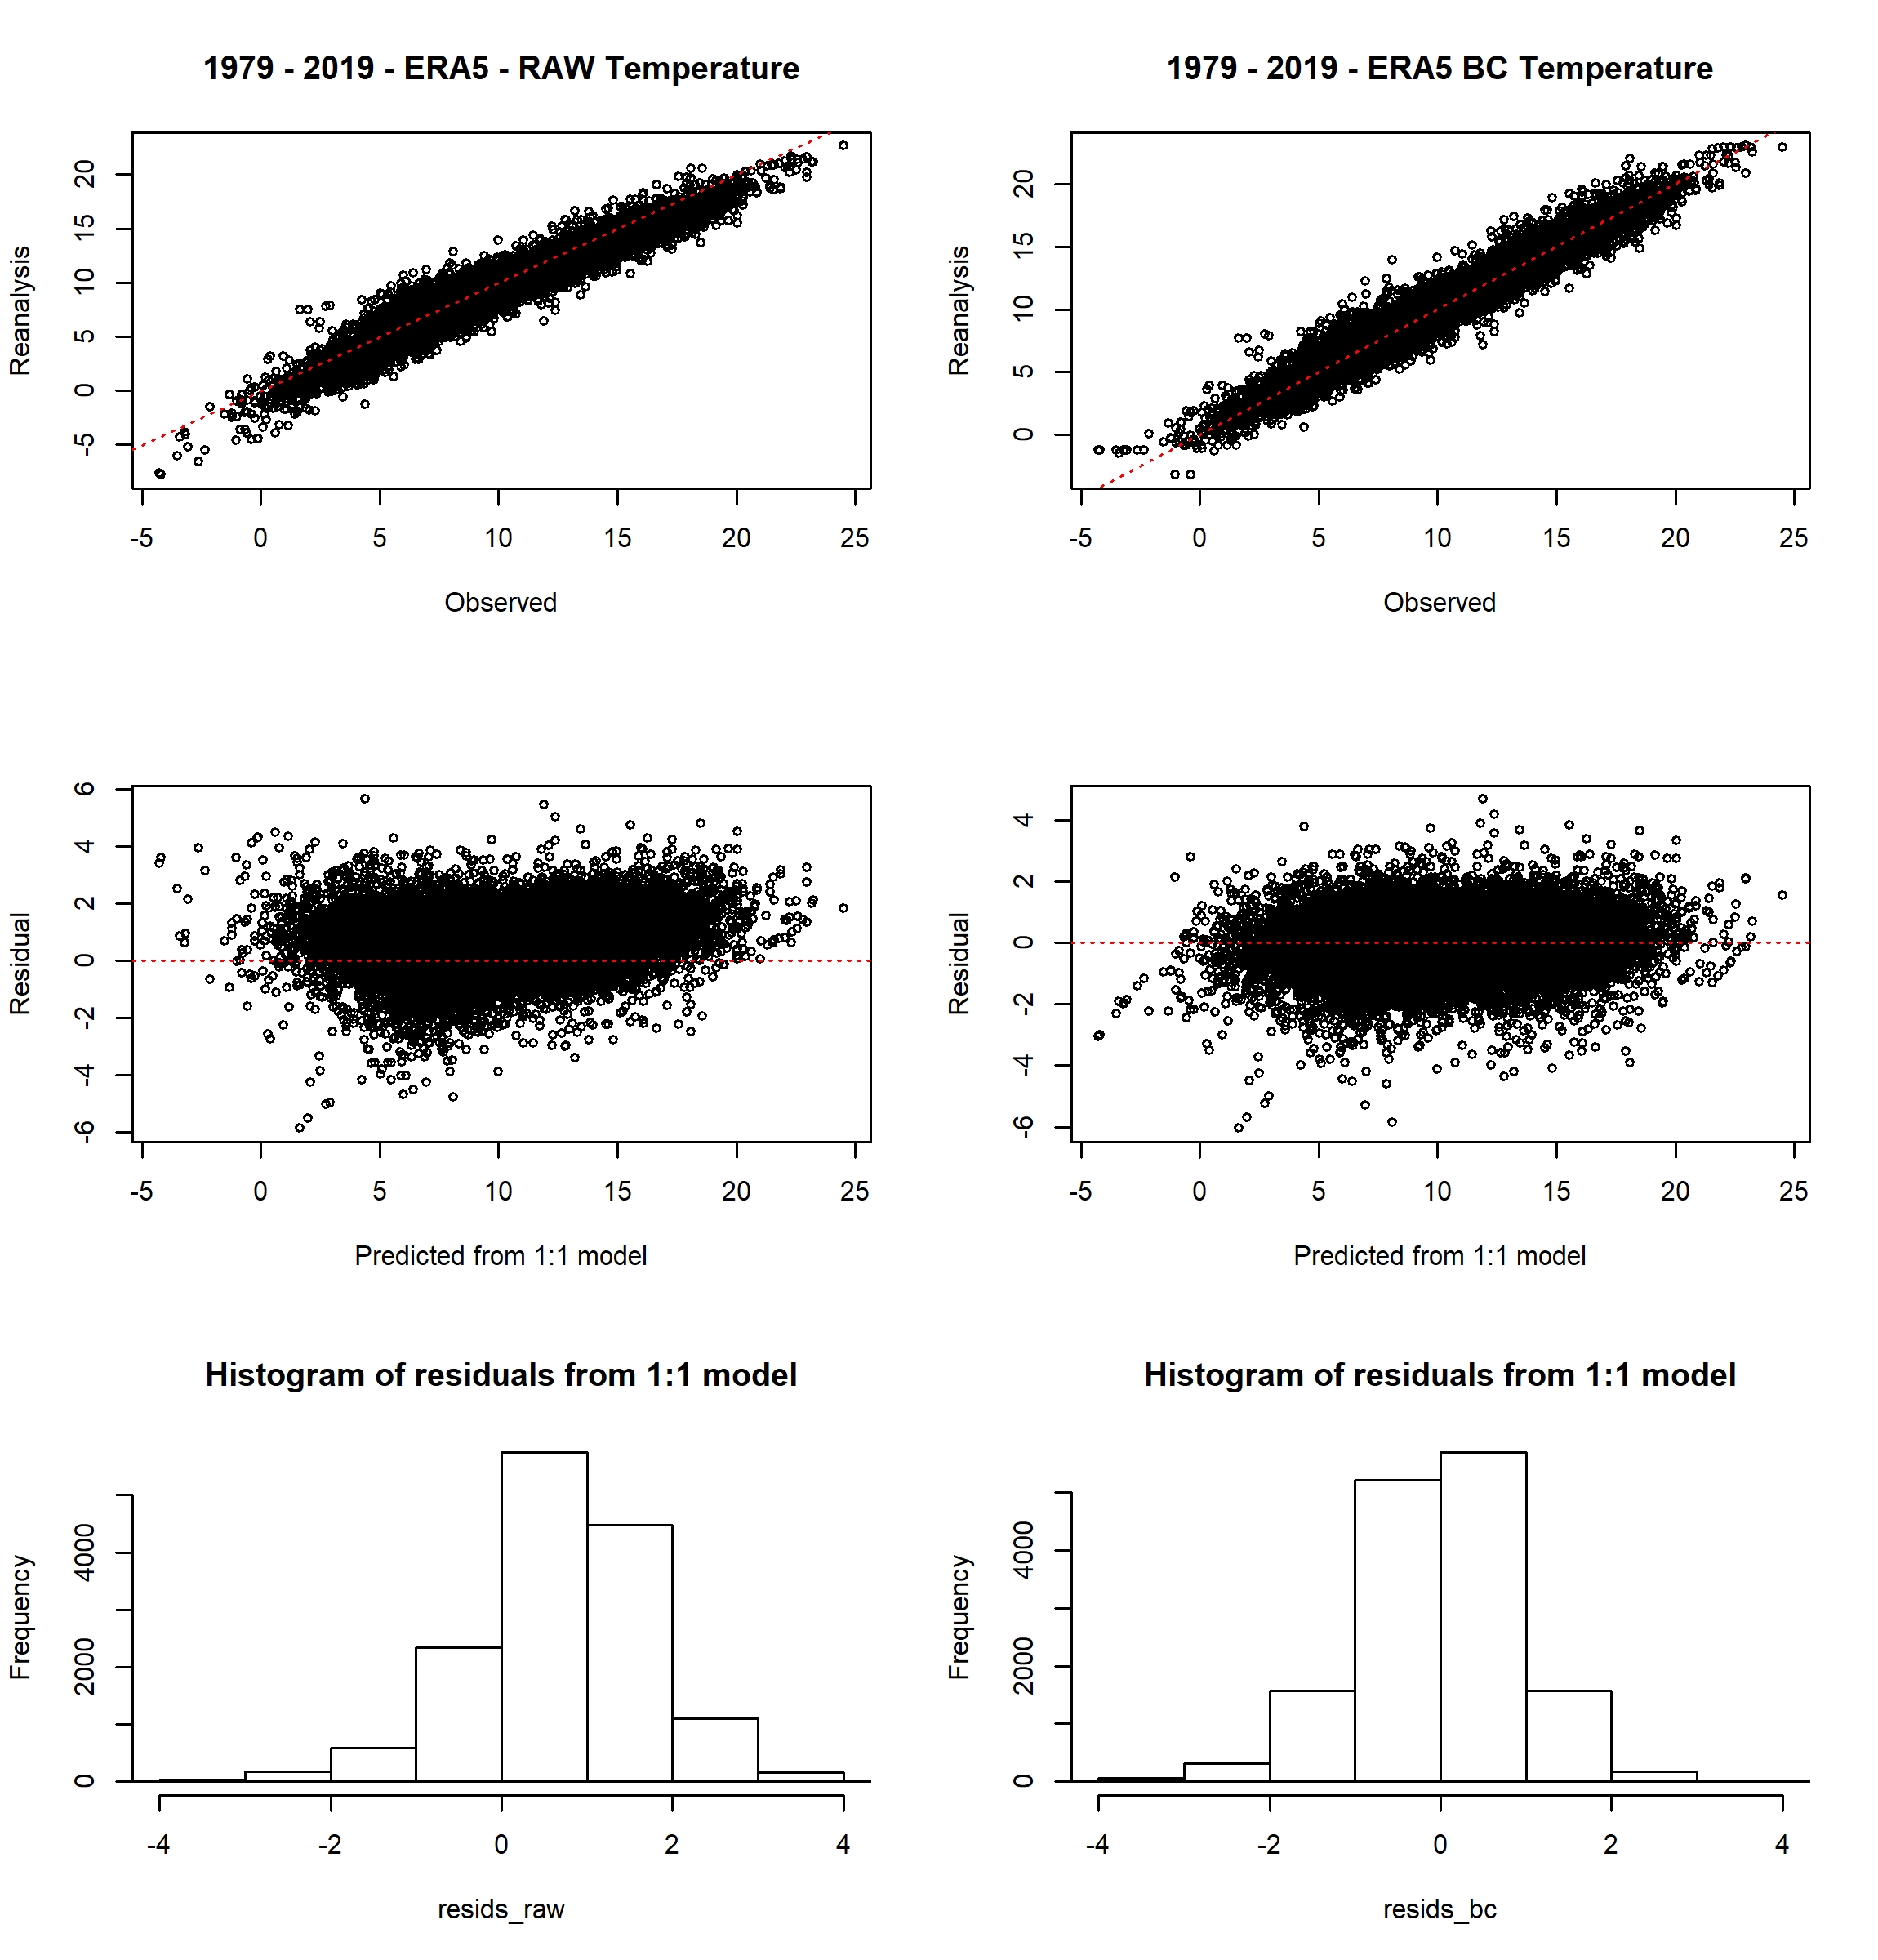 1979 - 2019 - ERA5 - RAW Temperature
Reanalysis
20
15
10
5
0
-5
-5 0 5 10 15 20 25
Observed
1979 - 2019 - ERA5 BC Temperature
Reanalysis
20
15
10
5
0
-5 0 5 10 15 20 25
Observed
Residual
6
4
2
0
-2
-4
-6
-5 0 5 10 15 20 25
Predicted from 1:1 model
Residual
4
2
0
-2
-4
-6
-5 0 5 10 15 20 25
Predicted from 1:1 model
Histogram of residuals from 1:1 model
Frequency
4000
2000
0
-4 -2 0 2 4
resids_raw
Histogram of residuals from 1:1 model
Frequency
4000
2000
0
-4 -2 0 2 4
resids_bc